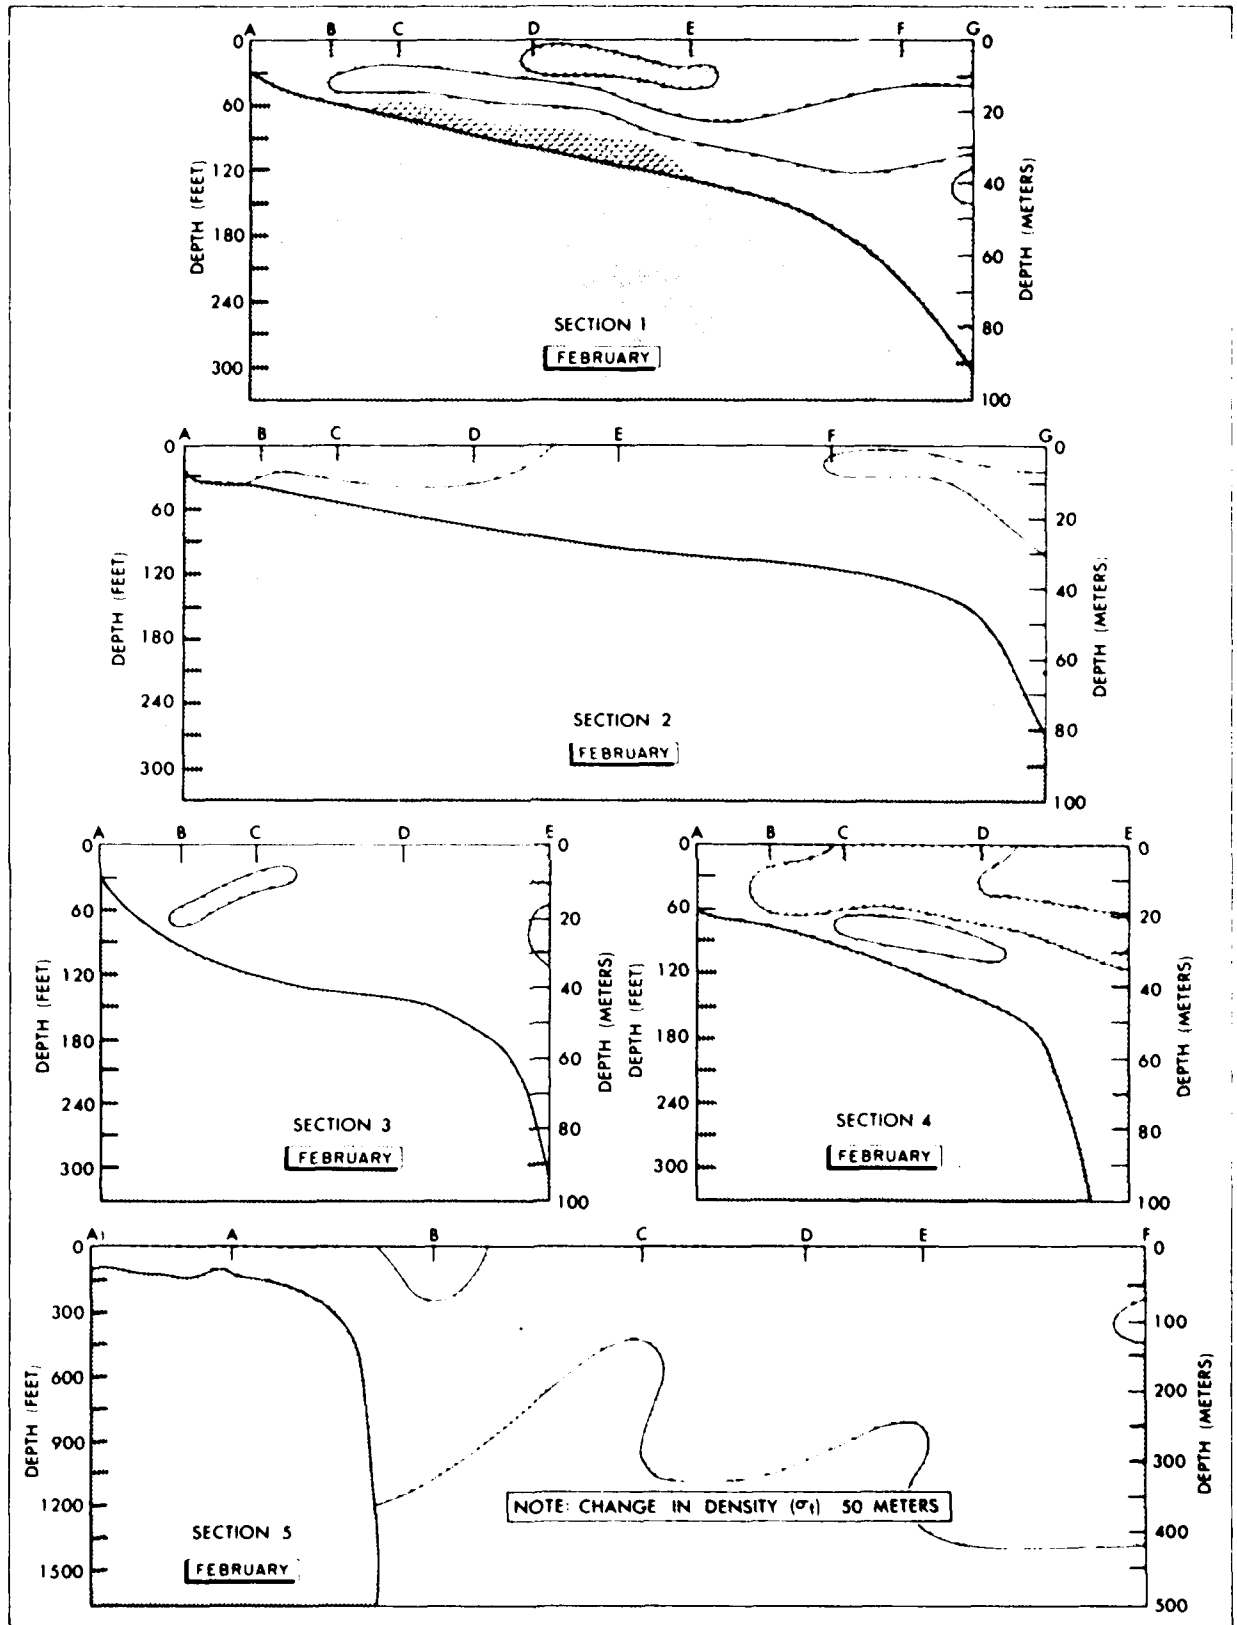 A B C D E F G
0 0
60 20
120 40
180 60
240 80
300 100
DEPTH (FEET)
DEPTH (METERS)
SECTION 1
FEBRUARY
A B C D E F G
0 0
60 20
120 40
180 60
240 80
300 100
DEPTH (FEET)
DEPTH (METERS)
SECTION 2
FEBRUARY
A B C D E
0 0
60 20
120 40
180 60
240 80
300 100
DEPTH (FEET)
DEPTH (METERS)
SECTION 3
FEBRUARY
A B C D E
0 0
60 20
120 40
180 60
240 80
300 100
DEPTH (FEET)
DEPTH (METERS)
SECTION 4
FEBRUARY
A1 A B C D E F
0 0
300 100
600 200
900 300
1200 400
1500 500
DEPTH (FEET)
DEPTH (METERS)
NOTE: CHANGE IN DENSITY (σt) 50 METERS
SECTION 5
FEBRUARY